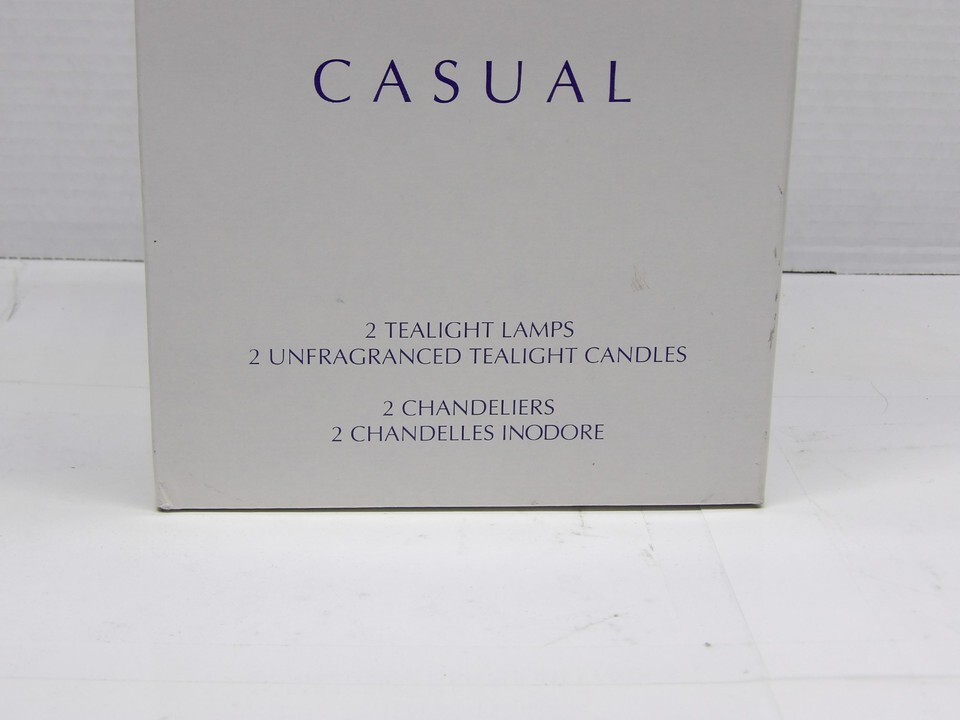 CASUAL
2 TEALIGHT LAMPS
2 UNFRAGRANCED TEALIGHT CANDLES
2 CHANDELIERS
2 CHANDELLES INODORE